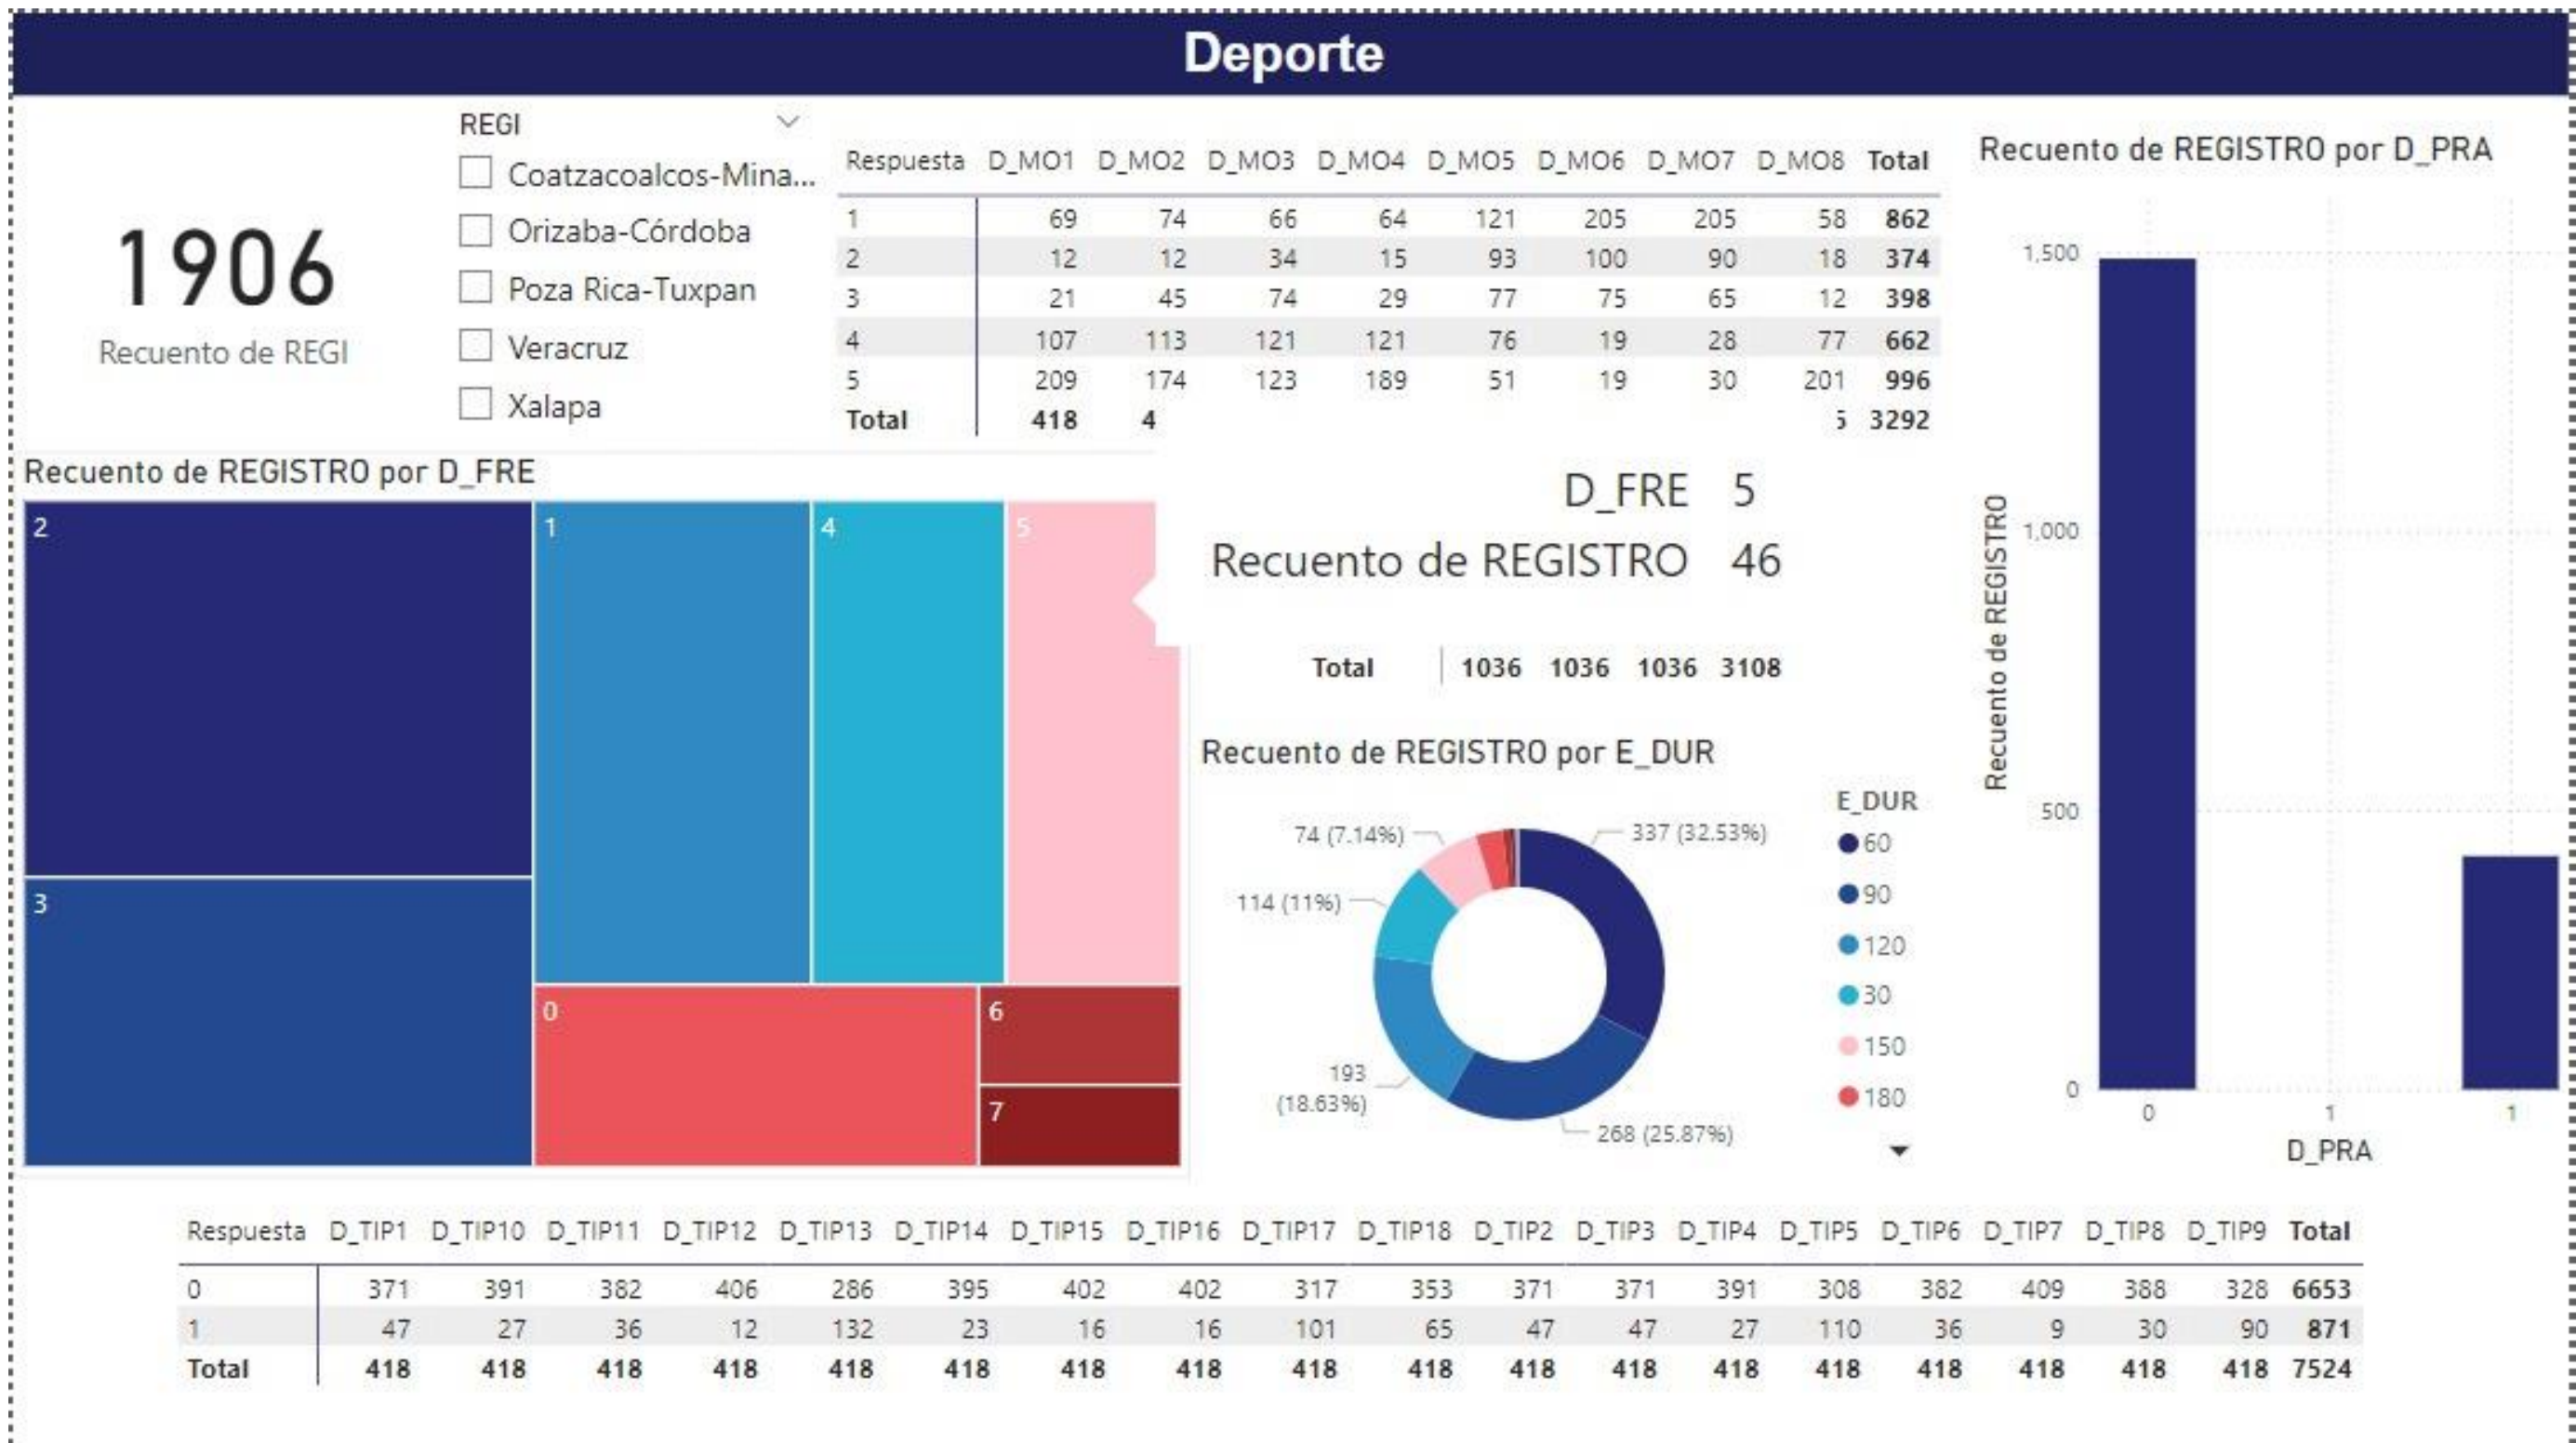 Deporte
1906
Recuento de REGI
REGI
Coatzacoalcos-Mina...
Orizaba-Córdoba
Poza Rica-Tuxpan
Veracruz
Xalapa
Respuesta D_MO1 D_MO2 D_MO3 D_MO4 D_MO5 D_MO6 D_MO7 D_MO8 Total
1 69 74 66 64 121 205 205 58 862
2 12 12 34 15 93 100 90 18 374
3 21 45 74 29 77 75 65 12 398
4 107 113 121 121 76 19 28 77 662
5 209 174 123 189 51 19 30 201 996
Total 418 4 3292
Recuento de REGISTRO por D_PRA
Recuento de REGISTRO
1,500
1,000
500
0
0 1 1
D_PRA
Recuento de REGISTRO por D_FRE
2
3
1
4
5
0
6
7
D_FRE 5
Recuento de REGISTRO 46
Total 1036 1036 1036 3108
Recuento de REGISTRO por E_DUR
337 (32.53%)
268 (25.87%)
193
(18.63%)
114 (11%)
74 (7.14%)
E_DUR
60
90
120
30
150
180
Respuesta D_TIP1 D_TIP10 D_TIP11 D_TIP12 D_TIP13 D_TIP14 D_TIP15 D_TIP16 D_TIP17 D_TIP18 D_TIP2 D_TIP3 D_TIP4 D_TIP5 D_TIP6 D_TIP7 D_TIP8 D_TIP9 Total
0 371 391 382 406 286 395 402 402 317 353 371 371 391 308 382 409 388 328 6653
1 47 27 36 12 132 23 16 16 101 65 47 47 27 110 36 9 30 90 871
Total 418 418 418 418 418 418 418 418 418 418 418 418 418 418 418 418 418 418 7524